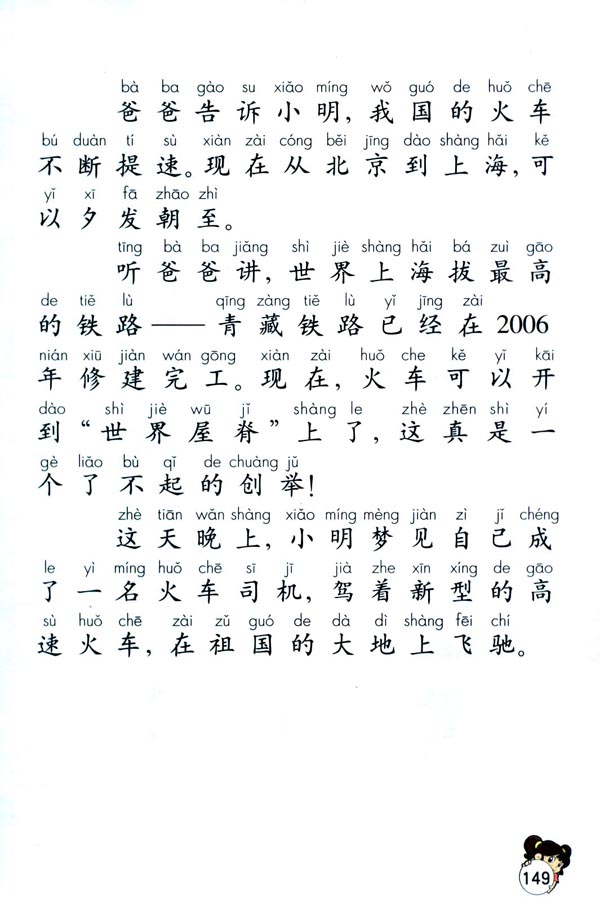 bà ba gào su xiǎo míng wǒ guó de huǒ chē
爸爸告诉小明，我国的火车
bú duàn tí sù xiàn zài cóng běi jīng dào shàng hǎi kě
不断提速。现在从北京到上海，可
yǐ xī fā zhāo zhì
以夕发朝至。
tīng bà ba jiǎng shì jiè shàng hǎi bá zuì gāo
听爸爸讲，世界上海拔最高
de tiě lù qīng zàng tiě lù yǐ jīng zài
的铁路——青藏铁路已经在2006
nián xiū jiàn wán gōng xiàn zài huǒ che kě yǐ kāi
年修建完工。现在，火车可以开
dào shì jiè wū jǐ shàng le zhè zhēn shì yí
到“世界屋脊”上了，这真是一
gè liǎo bù qǐ de chuàng jǔ
个了不起的创举！
zhè tiān wǎn shàng xiǎo míng mèng jiàn zì jǐ chéng
这天晚上，小明梦见自己成
le yì míng huǒ chē sī jī jià zhe xīn xíng de gāo
了一名火车司机，驾着新型的高
sù huǒ chē zài zǔ guó de dà dì shàng fēi chí
速火车，在祖国的大地上飞驰。
149